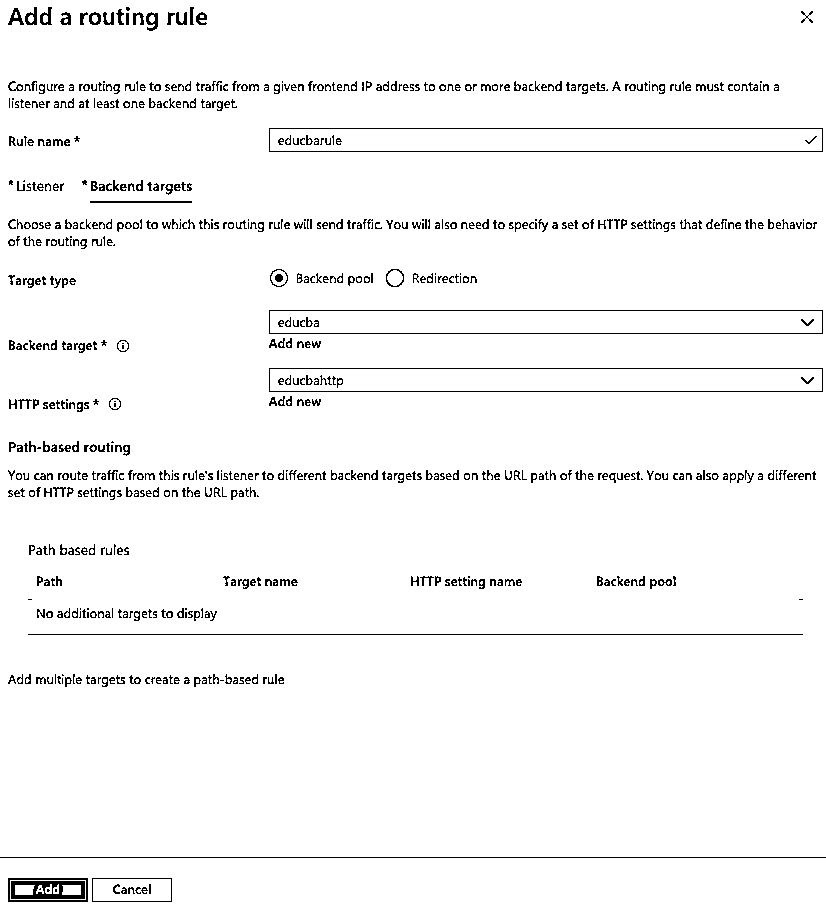 Add a routing rule
Configure a routing rule to send traffic from a given frontend IP address to one or more backend targets. A routing rule must contain a
listener and at least one backend target.
Rule name *
educbarule
* Listener * Backend targets
Choose a backend pool to which this routing rule will send traffic. You will also need to specify a set of HTTP settings that define the behavior
of the routing rule.
Target type
Backend pool Redirection
educba
Backend target *
Add new
educbahttp
HTTP settings *
Add new
Path-based routing
You can route traffic from this rule's listener to different backend targets based on the URL path of the request. You can also apply a different
set of HTTP settings based on the URL path.
Path based rules
Path Target name HTTP setting name Backend pool
No additional targets to display
Add multiple targets to create a path-based rule
Add Cancel